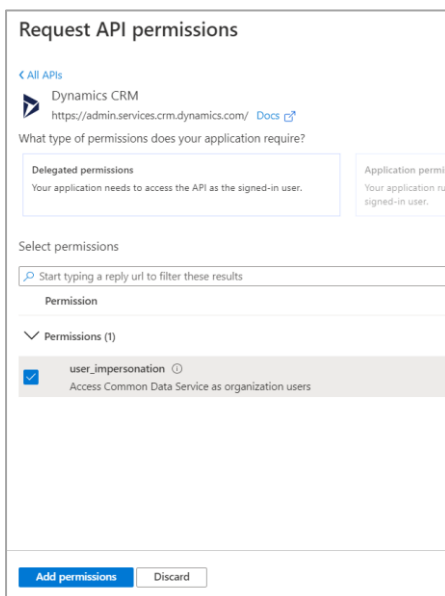 Request API permissions
All APIs
Dynamics CRM
https://admin.services.crm.dynamics.com/ Docs
What type of permissions does your application require?
Delegated permissions
Your application needs to access the API as the signed-in user.
Application permi
Your application ru
signed-in user.
Select permissions
Start typing a reply url to filter these results
Permission
Permissions (1)
user_impersonation
Access Common Data Service as organization users
Add permissions
Discard